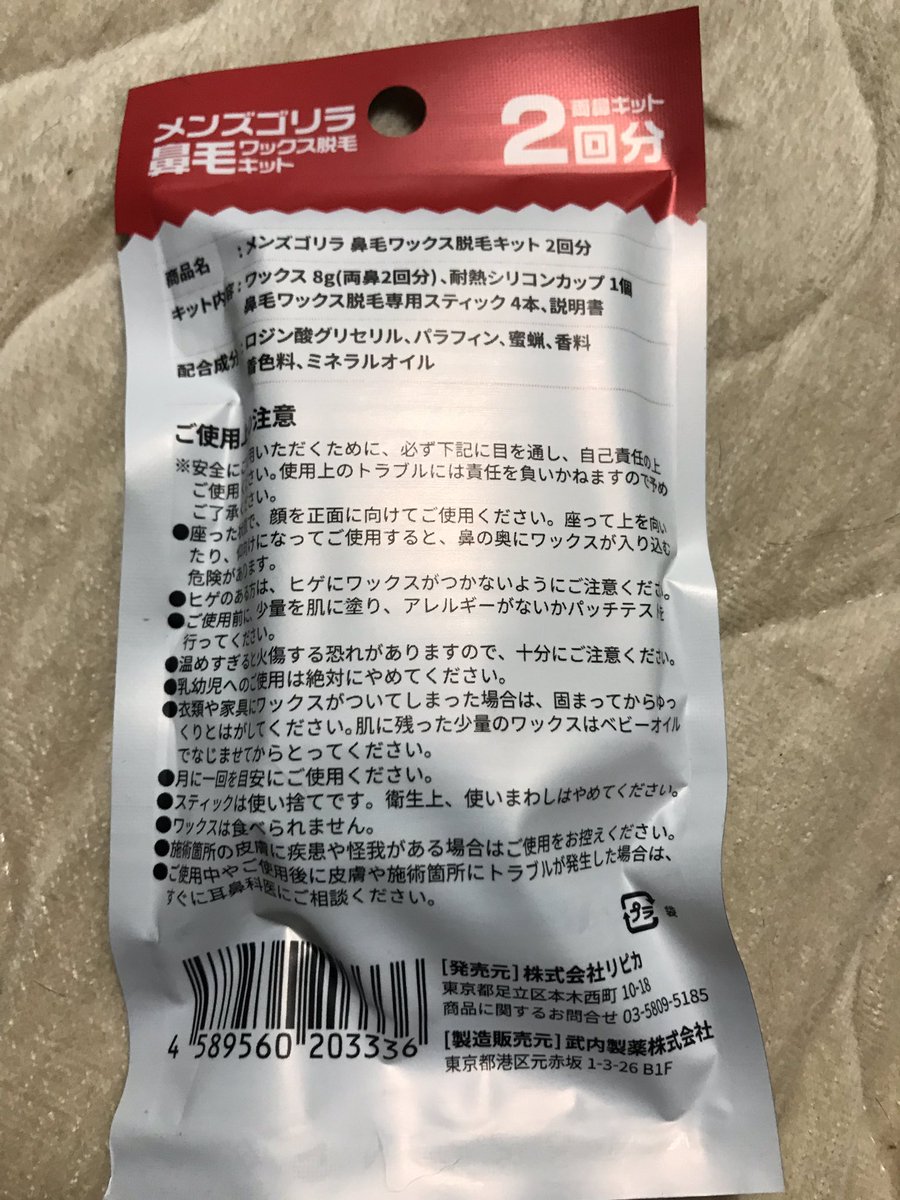 メンズゴリラ
鼻毛ワックス脱毛キット
両鼻キット
2回分
商品名：メンズゴリラ 鼻毛ワックス脱毛キット 2回分
キット内容：ワックス 8g(両鼻2回分)、耐熱シリコンカップ 1個
鼻毛ワックス脱毛専用スティック 4本、説明書
配合成分：ロジン酸グリセリル、パラフィン、蜜蝋、香料
着色料、ミネラルオイル
ご使用上の注意
※安全にご使用いただくために、必ず下記に目を通し、自己責任の上
ご使用ください。使用上のトラブルには責任を負いかねますので予め
ご了承ください。
●座った状態で、顔を正面に向けてご使用ください。座って上を向い
たり、仰向けになってご使用すると、鼻の奥にワックスが入り込む
危険があります。
●ヒゲのある方は、ヒゲにワックスがつかないようにご注意ください。
●ご使用前に、少量を肌に塗り、アレルギーがないかパッチテストを
行ってください。
●温めすぎると火傷する恐れがありますので、十分にご注意ください。
●乳幼児へのご使用は絶対にやめてください。
●衣類や家具にワックスがついてしまった場合は、固まってからゆっ
くりとはがしてください。肌に残った少量のワックスはベビーオイル
でなじませてからとってください。
●月に一回を目安にご使用ください。
●スティックは使い捨てです。衛生上、使いまわしはやめてください。
●ワックスは食べられません。
●施術箇所の皮膚に疾患や怪我がある場合はご使用をお控えください。
●ご使用中やご使用後に皮膚や施術箇所にトラブルが発生した場合は、
すぐに耳鼻科医にご相談ください。
プラ 袋
[発売元] 株式会社リピカ
東京都足立区本木西町 10-18
商品に関するお問合せ 03-5809-5185
[製造販売元] 武内製薬株式会社
東京都港区元赤坂 1-3-26 B1F
4 589560 203336